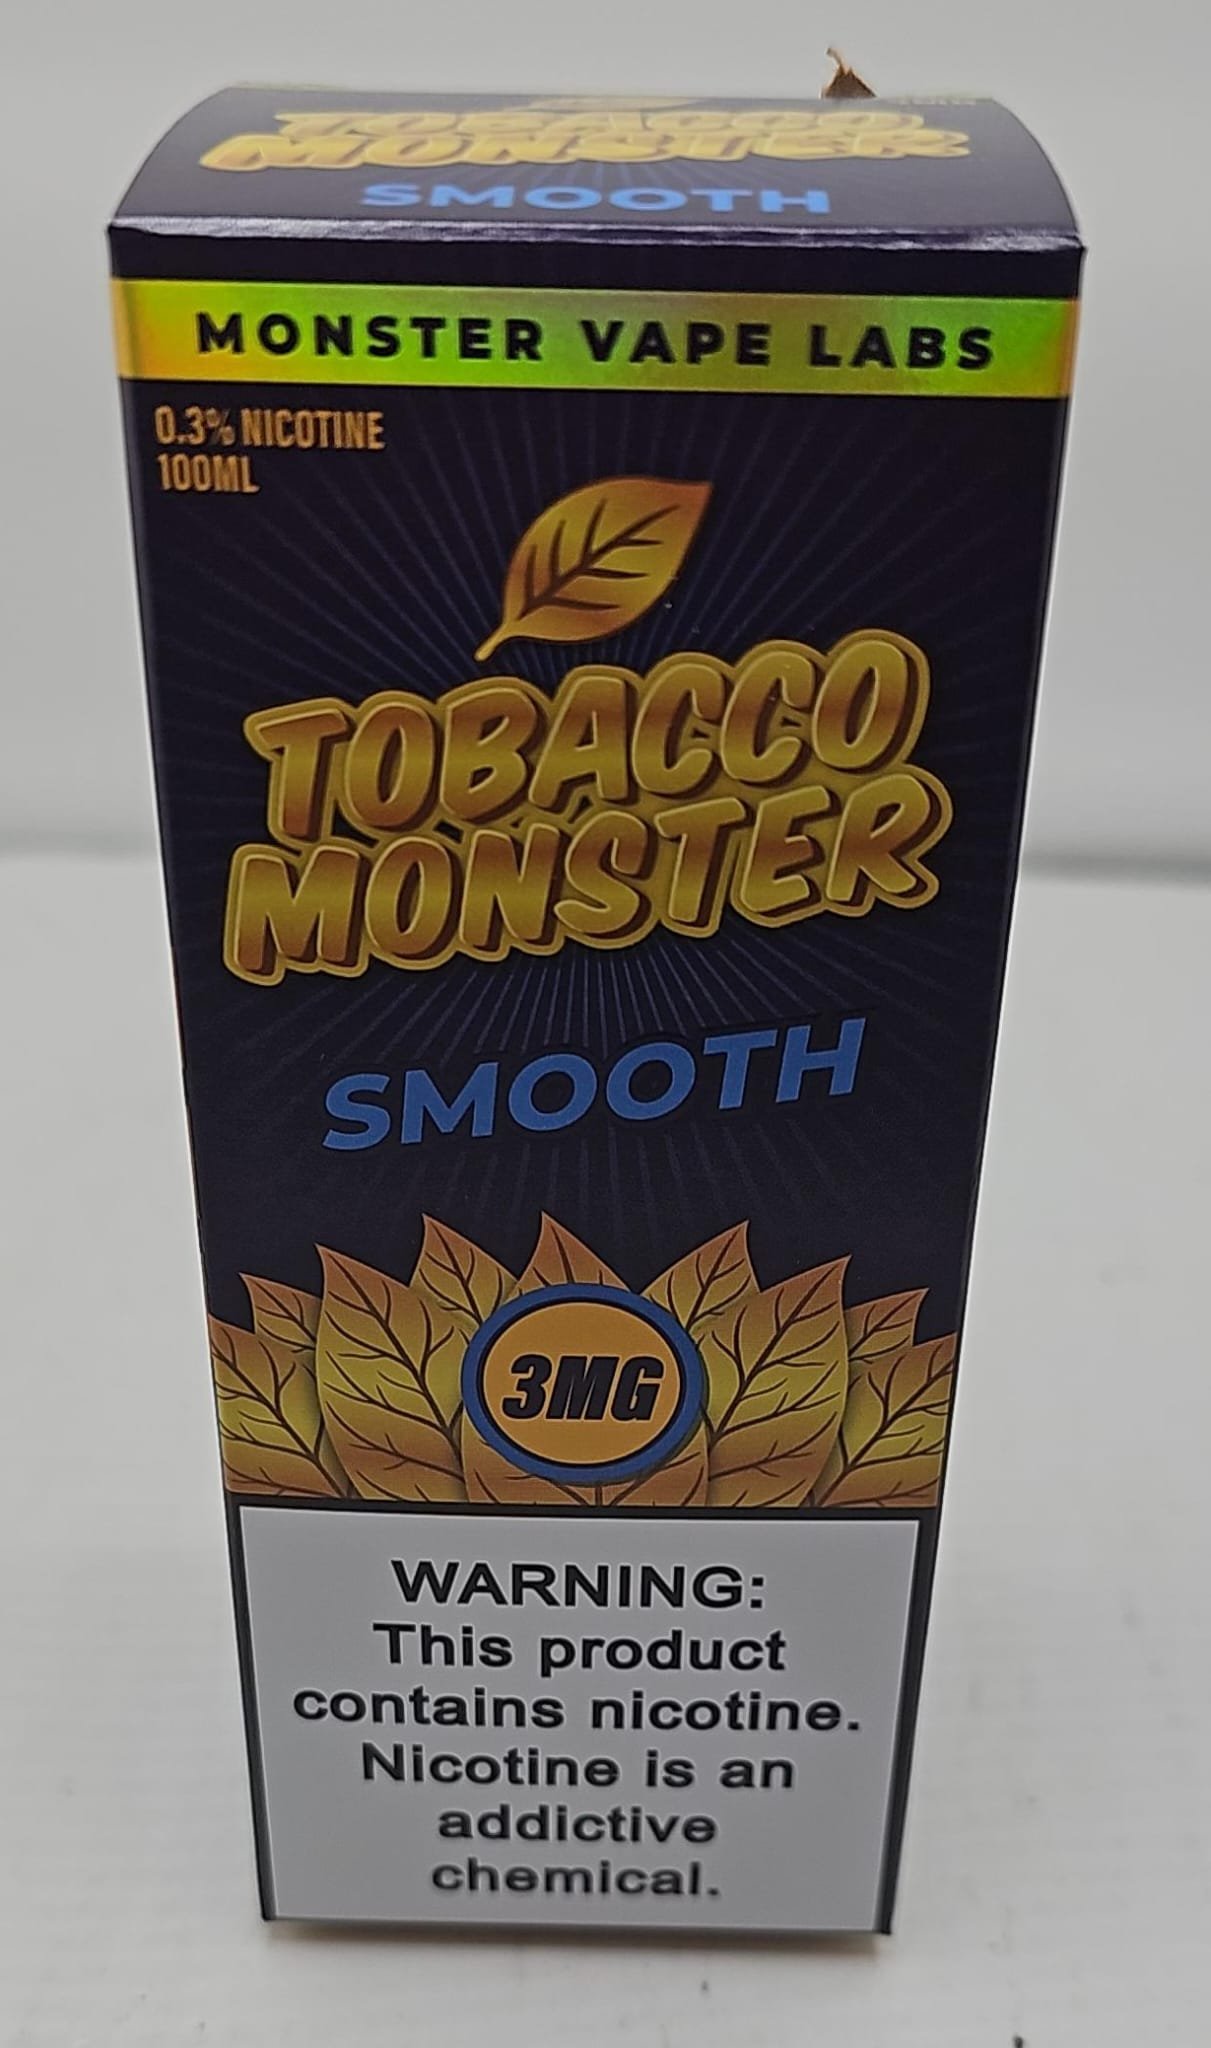 TOBACCO
MONSTER
SMOOTH
MONSTER VAPE LABS
0.3% NICOTINE
100ML
TOBACCO
MONSTER
SMOOTH
3MG
WARNING:
This product
contains nicotine.
Nicotine is an
addictive
chemical.